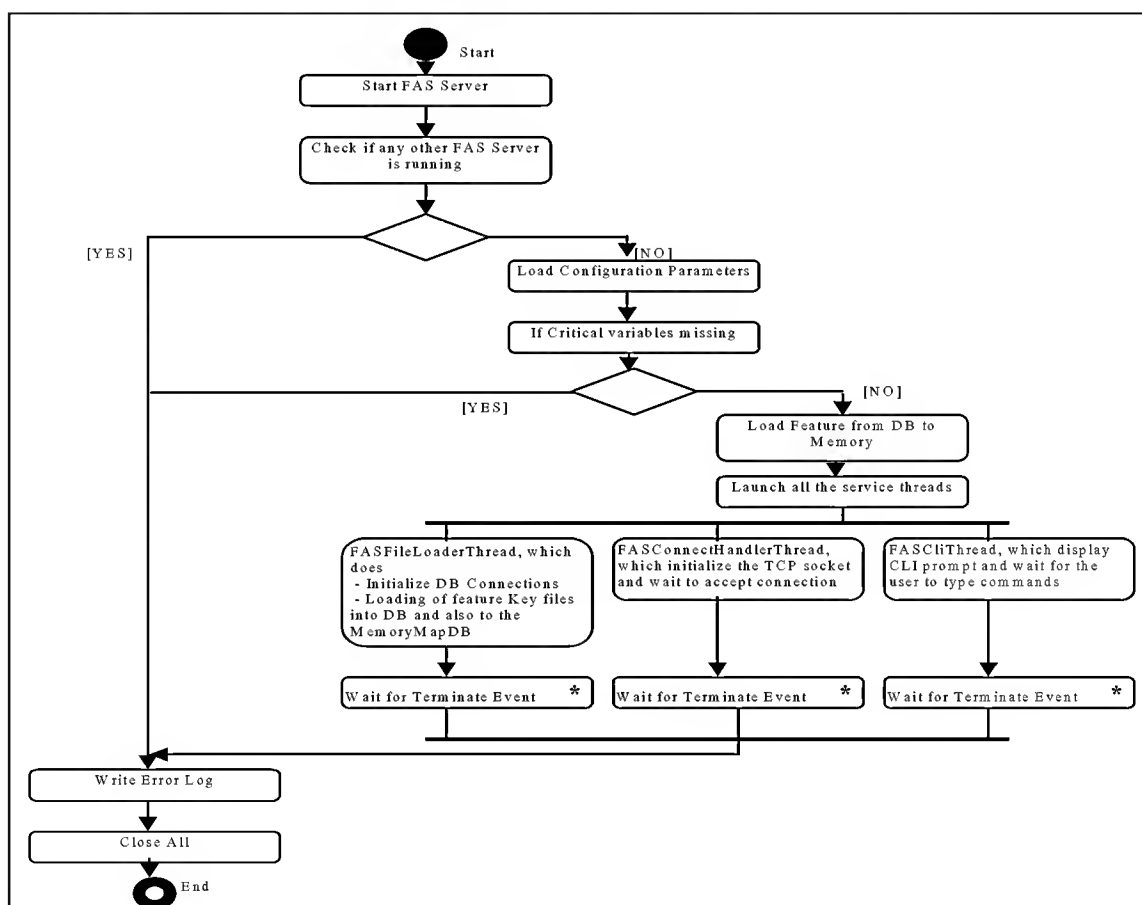 Start
Start FAS Server
Check if any other FAS Server
is running
[YES]
[NO]
Load Configuration Parameters
If Critical variables missing
[YES]
[NO]
Load Feature from DB to
Memory
Launch all the service threads
FASFileLoaderThread, which
does
- Initialize DB Connections
- Loading of feature Key files
into DB and also to the
MemoryMapDB
FASConnectHandlerThread,
which initialize the TCP socket
and wait to accept connection
FASCliThread, which display
CLI prompt and wait for the
user to type commands
Wait for Terminate Event *
Wait for Terminate Event *
Wait for Terminate Event *
Write Error Log
Close All
End